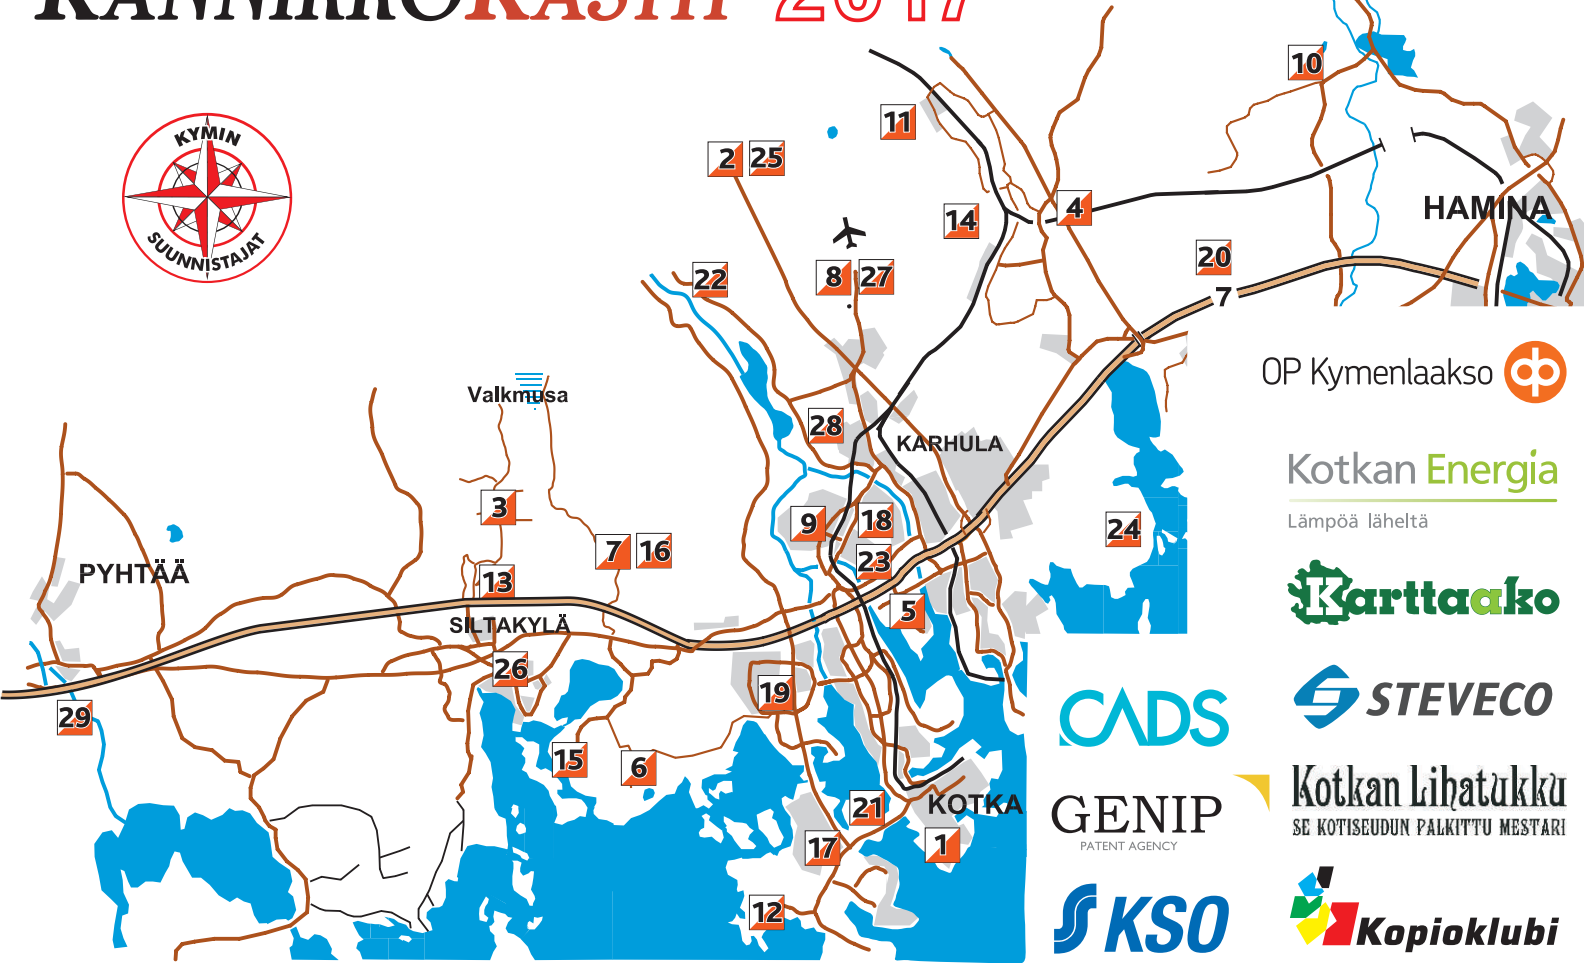 RANNIKKORASTIT 2017
KYMIN
SUUNNISTAJAT
10
11
2 25
14
4
HAMINA
20
22
8 27
7
OP Kymenlaakso
Valkmusa
28
KARHULA
Kotkan Energia
Lämpöä läheltä
3
9
18
24
7 16
23
PYHTÄÄ
13
5
Karttaako
SILTAKYLÄ
26
19
29
CADS
STEVECO
15
6
21
KOTKA
GENIP
PATENT AGENCY
Kotkan Lihatukku
SE KOTISEUDUN PALKITTU MESTARI
17
1
12
KSO
Kopioklubi